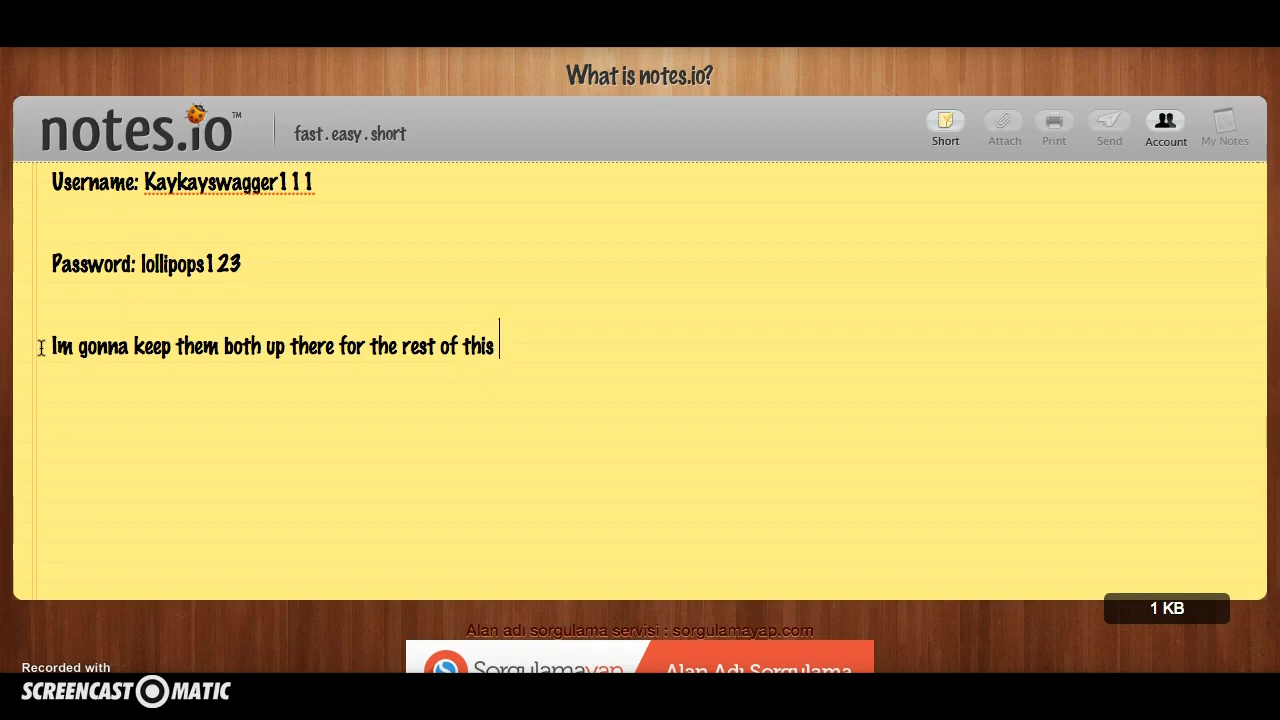 What is notes.io?
notes.io™
fast . easy . short
Short Attach Print Send Account My Notes
Username: Kaykayswagger111
Password: lollipops123
Im gonna keep them both up there for the rest of this
1 KB
Alan adı sorgulama servisi : sorgulamayap.com
Sorgulamayap Alan Adı Sorgulama
Recorded with
SCREENCAST-O-MATIC